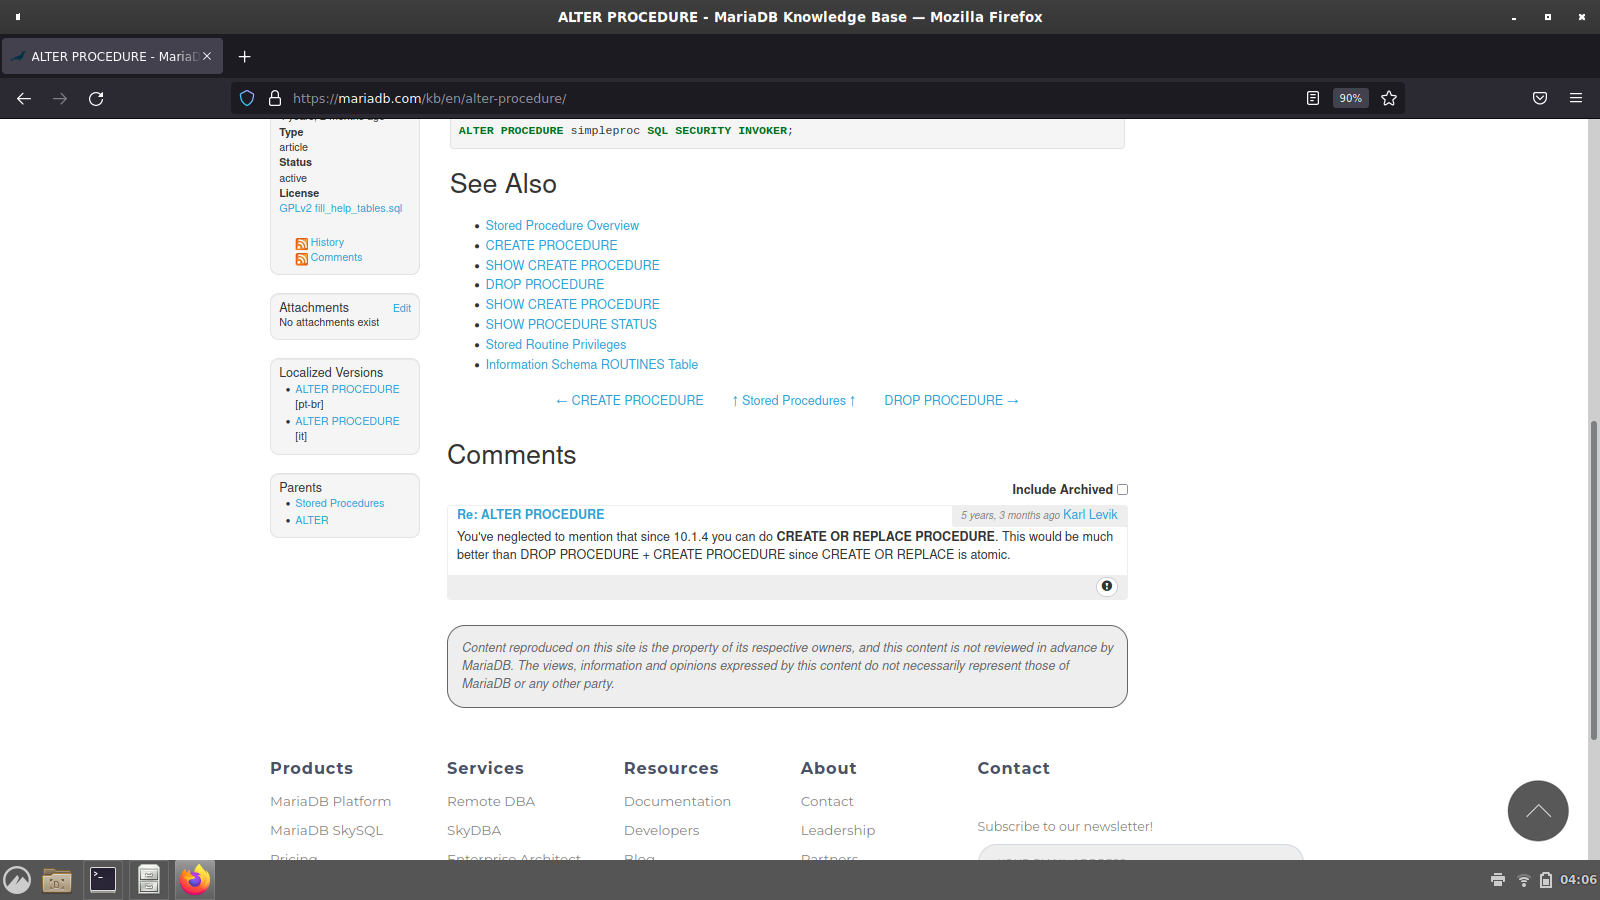 ALTER PROCEDURE - MariaDB Knowledge Base — Mozilla Firefox
ALTER PROCEDURE - MariaD
https://mariadb.com/kb/en/alter-procedure/
90%
Type
article
Status
active
License
GPLv2 fill_help_tables.sql
History
Comments
Attachments Edit
No attachments exist
Localized Versions
ALTER PROCEDURE
[pt-br]
ALTER PROCEDURE
[it]
Parents
Stored Procedures
ALTER
ALTER PROCEDURE simpleproc SQL SECURITY INVOKER;
See Also
Stored Procedure Overview
CREATE PROCEDURE
SHOW CREATE PROCEDURE
DROP PROCEDURE
SHOW CREATE PROCEDURE
SHOW PROCEDURE STATUS
Stored Routine Privileges
Information Schema ROUTINES Table
← CREATE PROCEDURE ↑ Stored Procedures ↑ DROP PROCEDURE →
Comments
Include Archived
Re: ALTER PROCEDURE 5 years, 3 months ago Karl Levik
You've neglected to mention that since 10.1.4 you can do CREATE OR REPLACE PROCEDURE. This would be much
better than DROP PROCEDURE + CREATE PROCEDURE since CREATE OR REPLACE is atomic.
Content reproduced on this site is the property of its respective owners, and this content is not reviewed in advance by
MariaDB. The views, information and opinions expressed by this content do not necessarily represent those of
MariaDB or any other party.
Products Services Resources About Contact
MariaDB Platform Remote DBA Documentation Contact
MariaDB SkySQL SkyDBA Developers Leadership Subscribe to our newsletter!
Pricing Enterprise Architect Blog Partners
04:06